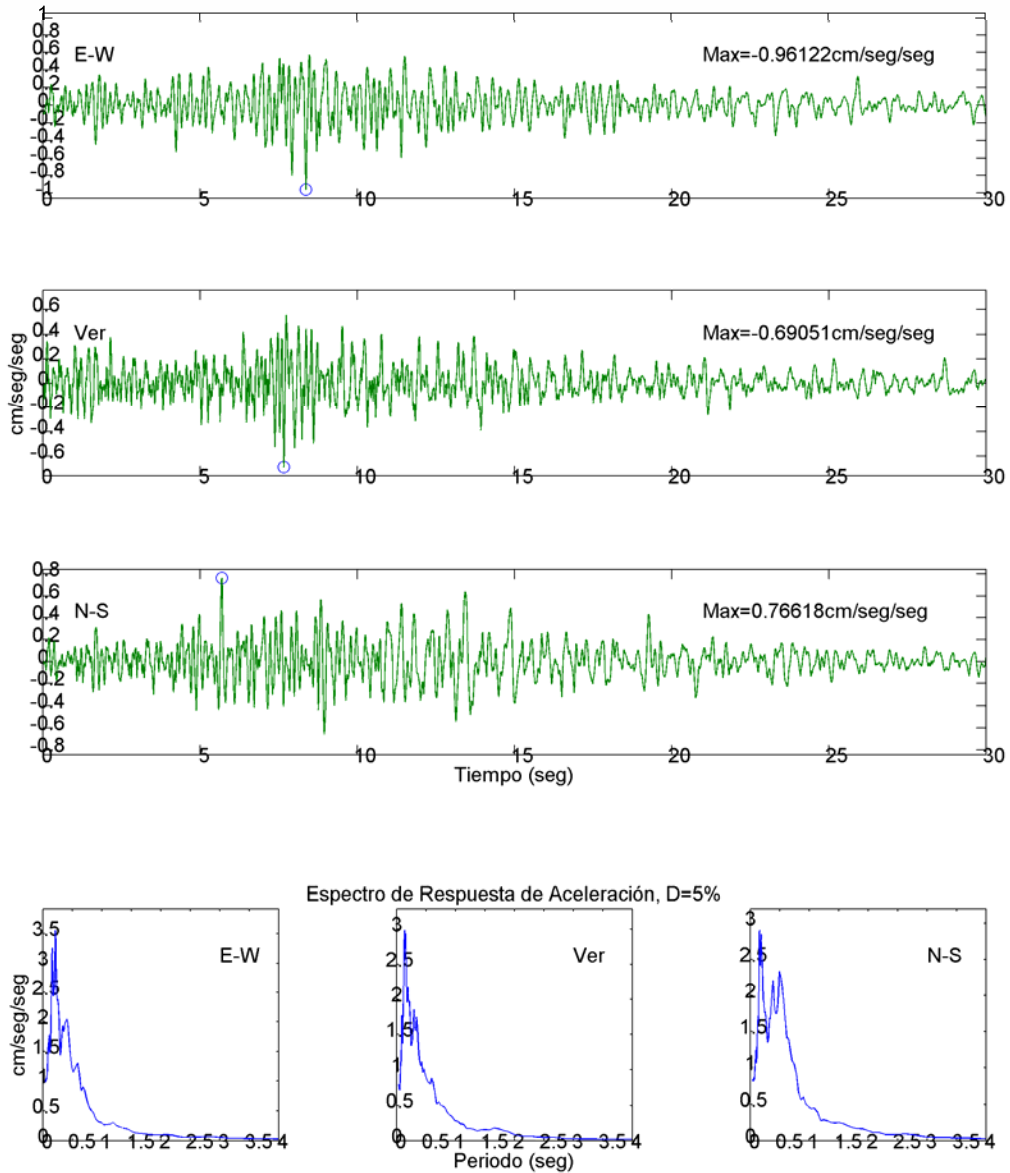 1
0.8
0.6
0.4
0.2
0
-0.2
-0.4
-0.6
-0.8
-1
E-W
Max=-0.96122cm/seg/seg
0 5 10 15 20 25 30
cm/seg/seg
0.6
0.4
0.2
0
-0.2
-0.4
-0.6
Ver
Max=-0.69051cm/seg/seg
0 5 10 15 20 25 30
0.8
0.6
0.4
0.2
0
-0.2
-0.4
-0.6
-0.8
N-S
Max=0.76618cm/seg/seg
0 5 10 15 20 25 30
Tiempo (seg)
Espectro de Respuesta de Aceleración, D=5%
cm/seg/seg
3.5
3
2.5
2
1.5
1
0.5
0
E-W
0 0.5 1 1.5 2 2.5 3 3.5 4
3
2.5
2
1.5
1
0.5
0
Ver
0 0.5 1 1.5 2 2.5 3 3.5 4
Periodo (seg)
3
2.5
2
1.5
1
0.5
0
N-S
0 0.5 1 1.5 2 2.5 3 3.5 4